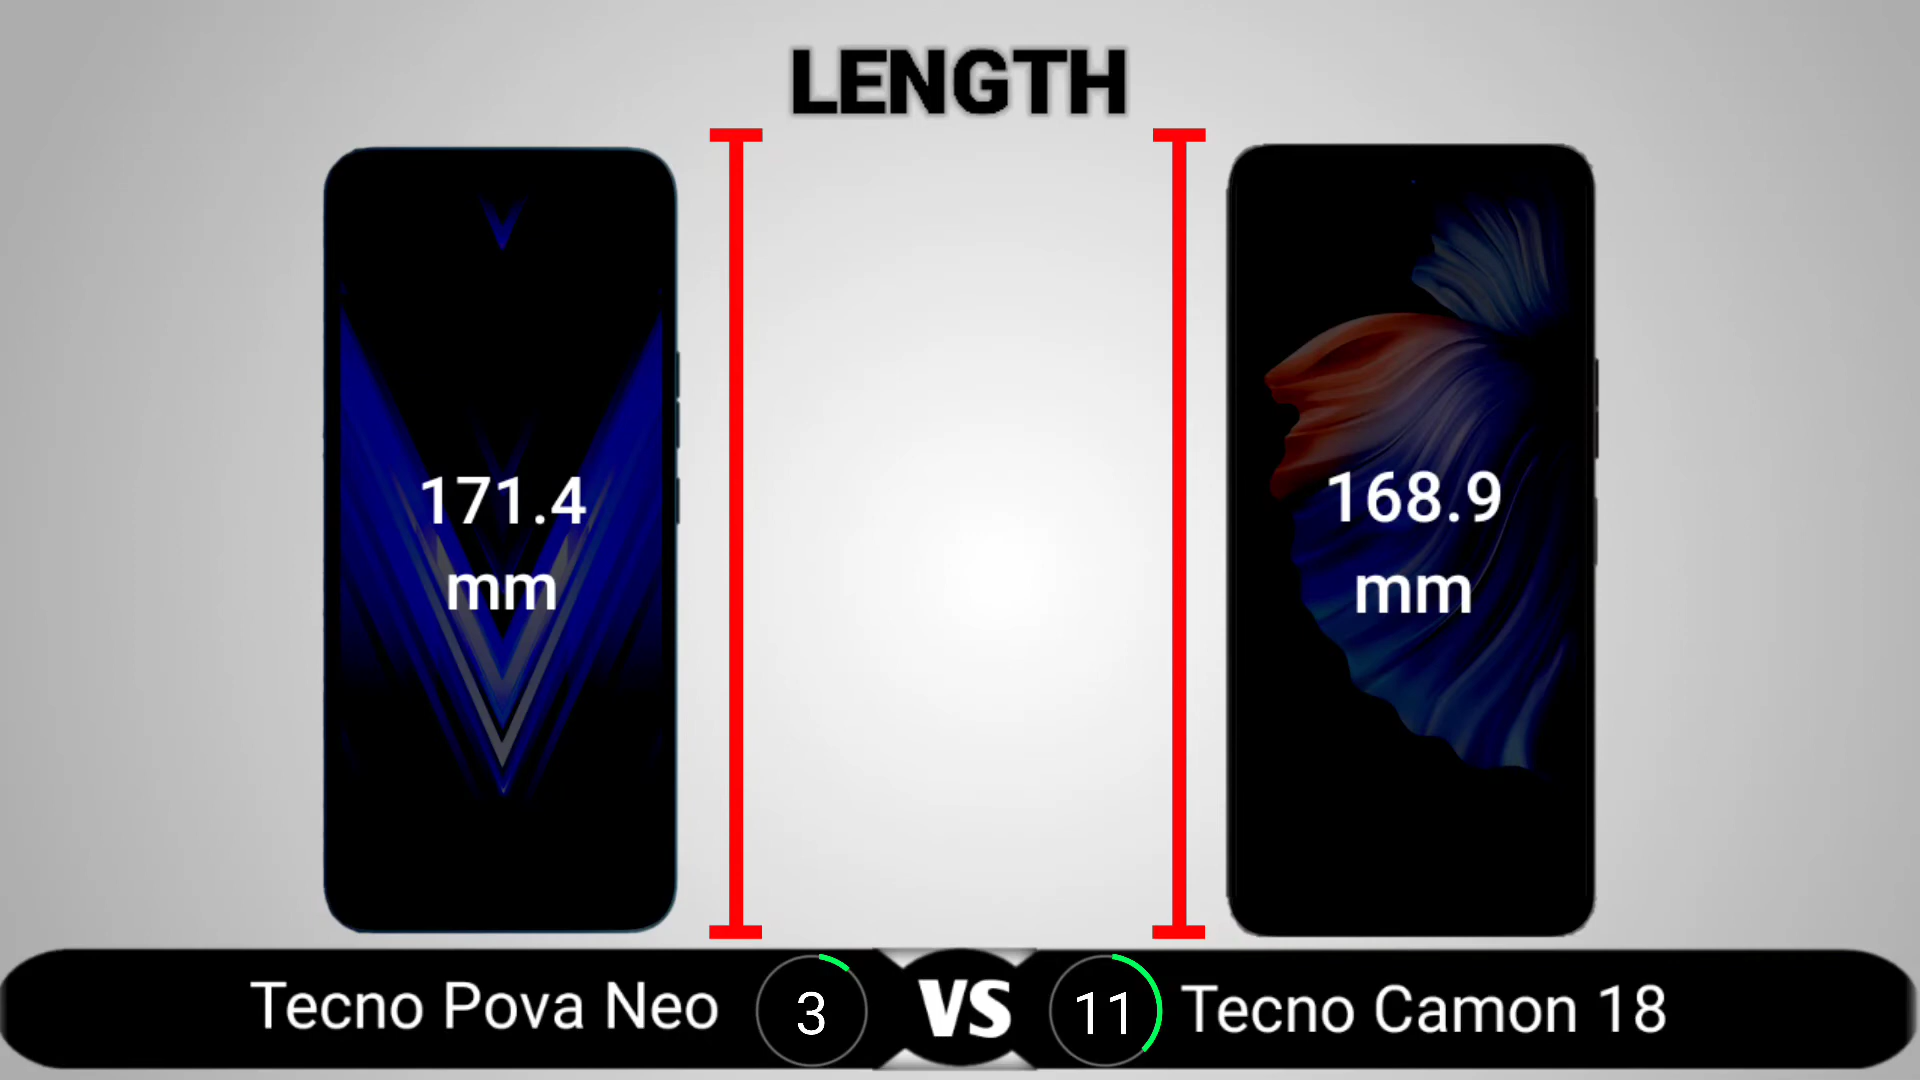 LENGTH
171.4
mm
168.9
mm
Tecno Pova Neo
3
VS
11
Tecno Camon 18